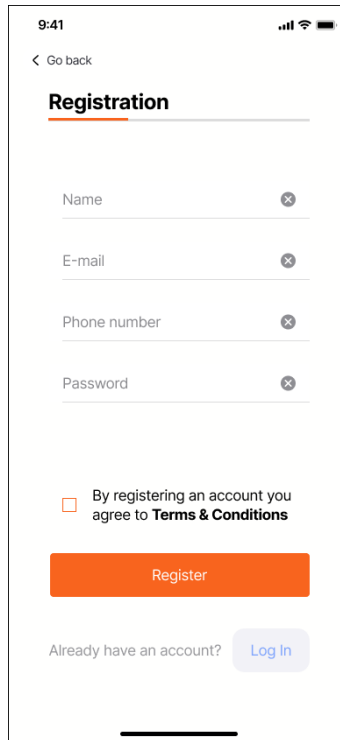 9:41
Go back
Registration
Name
E-mail
Phone number
Password
By registering an account you
agree to Terms & Conditions
Register
Already have an account? Log In